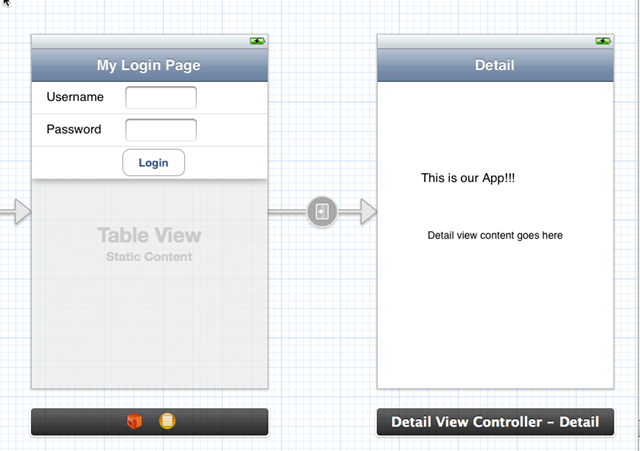 My Login Page
Username
Password
Login
Table View
Static Content
Detail
This is our App!!!
Detail view content goes here
Detail View Controller – Detail